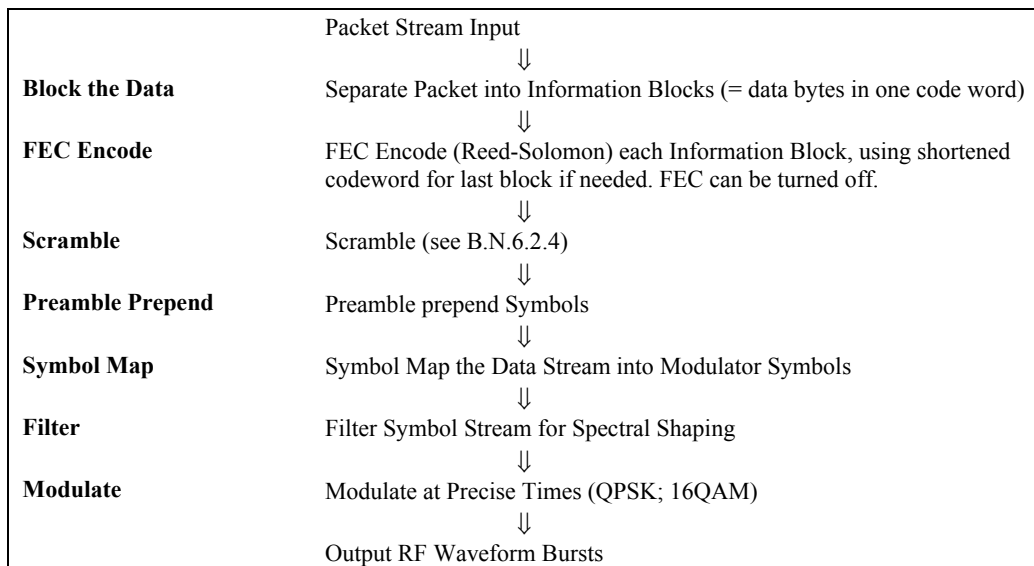 Packet Stream Input
⇓
Block the Data Separate Packet into Information Blocks (= data bytes in one code word)
⇓
FEC Encode FEC Encode (Reed-Solomon) each Information Block, using shortened
codeword for last block if needed. FEC can be turned off.
⇓
Scramble Scramble (see B.N.6.2.4)
⇓
Preamble Prepend Preamble prepend Symbols
⇓
Symbol Map Symbol Map the Data Stream into Modulator Symbols
⇓
Filter Filter Symbol Stream for Spectral Shaping
⇓
Modulate Modulate at Precise Times (QPSK; 16QAM)
⇓
Output RF Waveform Bursts